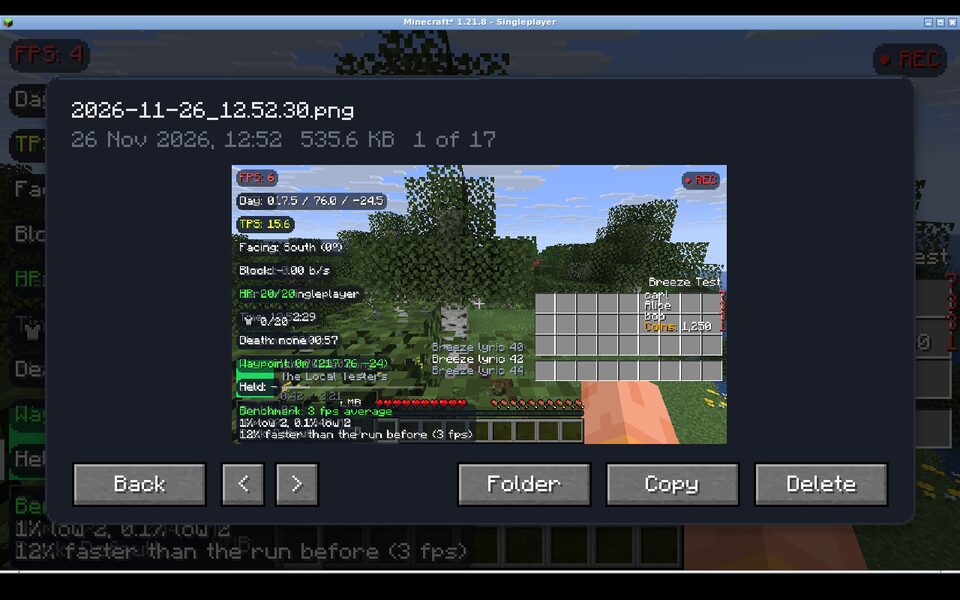 Minecraft* 1.21.8 - Singleplayer
FPS: 4
REC
2026-11-26_12.52.30.png
26 Nov 2026, 12:52 535.6 KB 1 of 17
FPS: 6
REC
Day: 0 17.5 / 76.0 / -24.5
TPS: 15.6
Facing: South (0°)
Block: -3.00 b/s
HP: 20/20 ngleplayer
Breeze Test
carl
Alice
bob
Coins: 1,250
0/20
Death: none 00:57
Breeze lyric 40
Breeze lyric 42
Breeze lyric 44
Waypoint: 0m (217 76 -24)
The Local Testers
Held: -
LMB
Benchmark: 3 fps average
1% low 2, 0.1% low 2
12% faster than the run before (3 fps)
Back
<
>
Folder
Copy
Delete
1% low 2, 0.1% low 2
12% faster than the run before (3 fps)